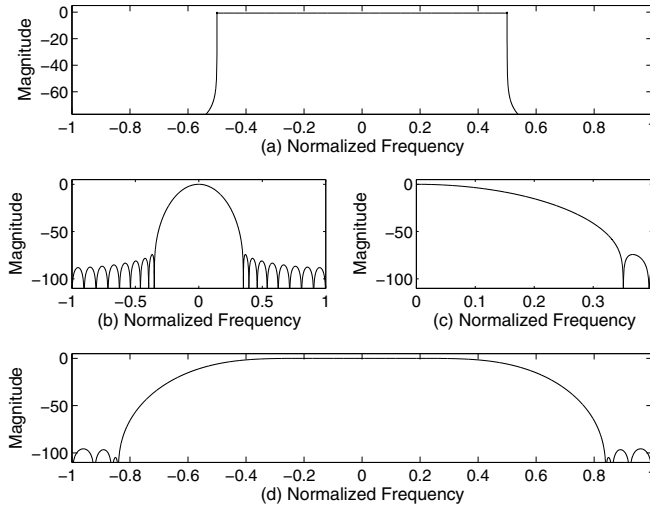 0
−20
−40
−60
Magnitude
−1 −0.8 −0.6 −0.4 −0.2 0 0.2 0.4 0.6 0.8 1
(a) Normalized Frequency
0
−50
−100
Magnitude
−1 −0.5 0 0.5 1
(b) Normalized Frequency
0
−50
−100
Magnitude
0 0.1 0.2 0.3
(c) Normalized Frequency
0
−50
−100
Magnitude
−1 −0.8 −0.6 −0.4 −0.2 0 0.2 0.4 0.6 0.8 1
(d) Normalized Frequency